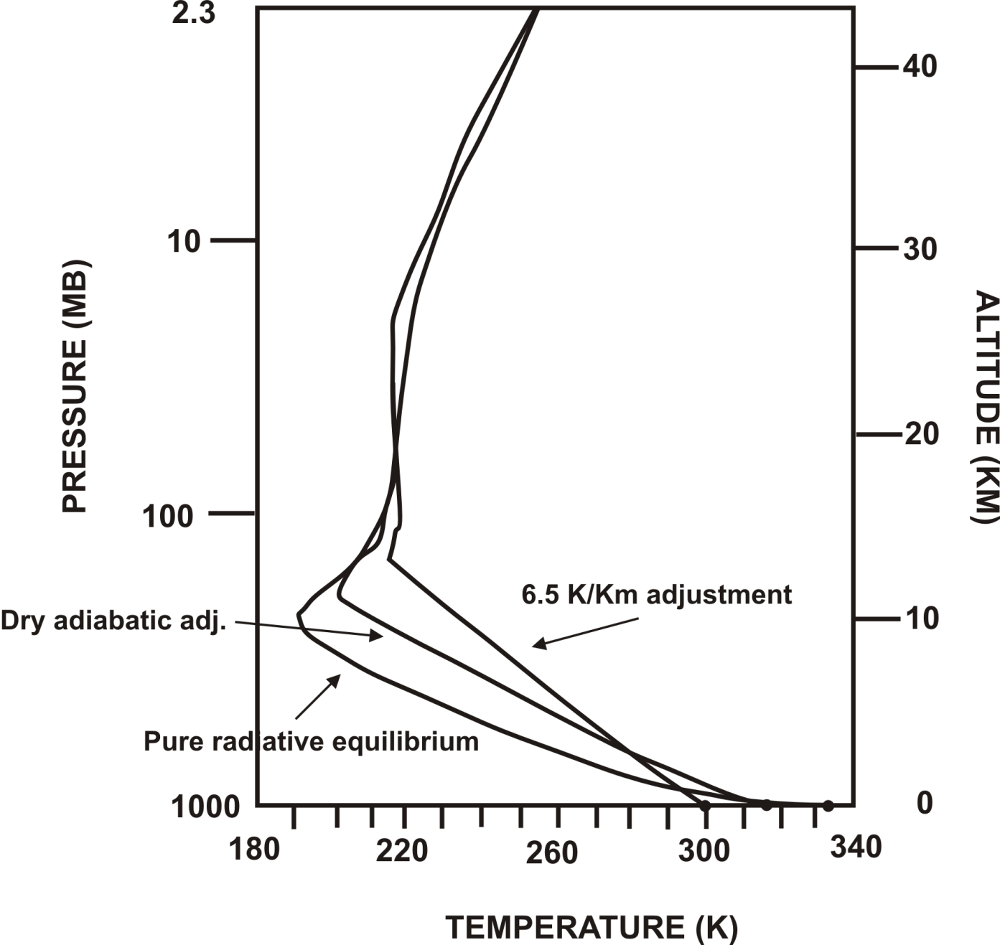 2.3
40
10
30
PRESSURE (MB)
ALTITUDE (KM)
20
100
6.5 K/Km adjustment
Dry adiabatic adj.
10
Pure radiative equilibrium
1000
0
180
220
260
300
340
TEMPERATURE (K)